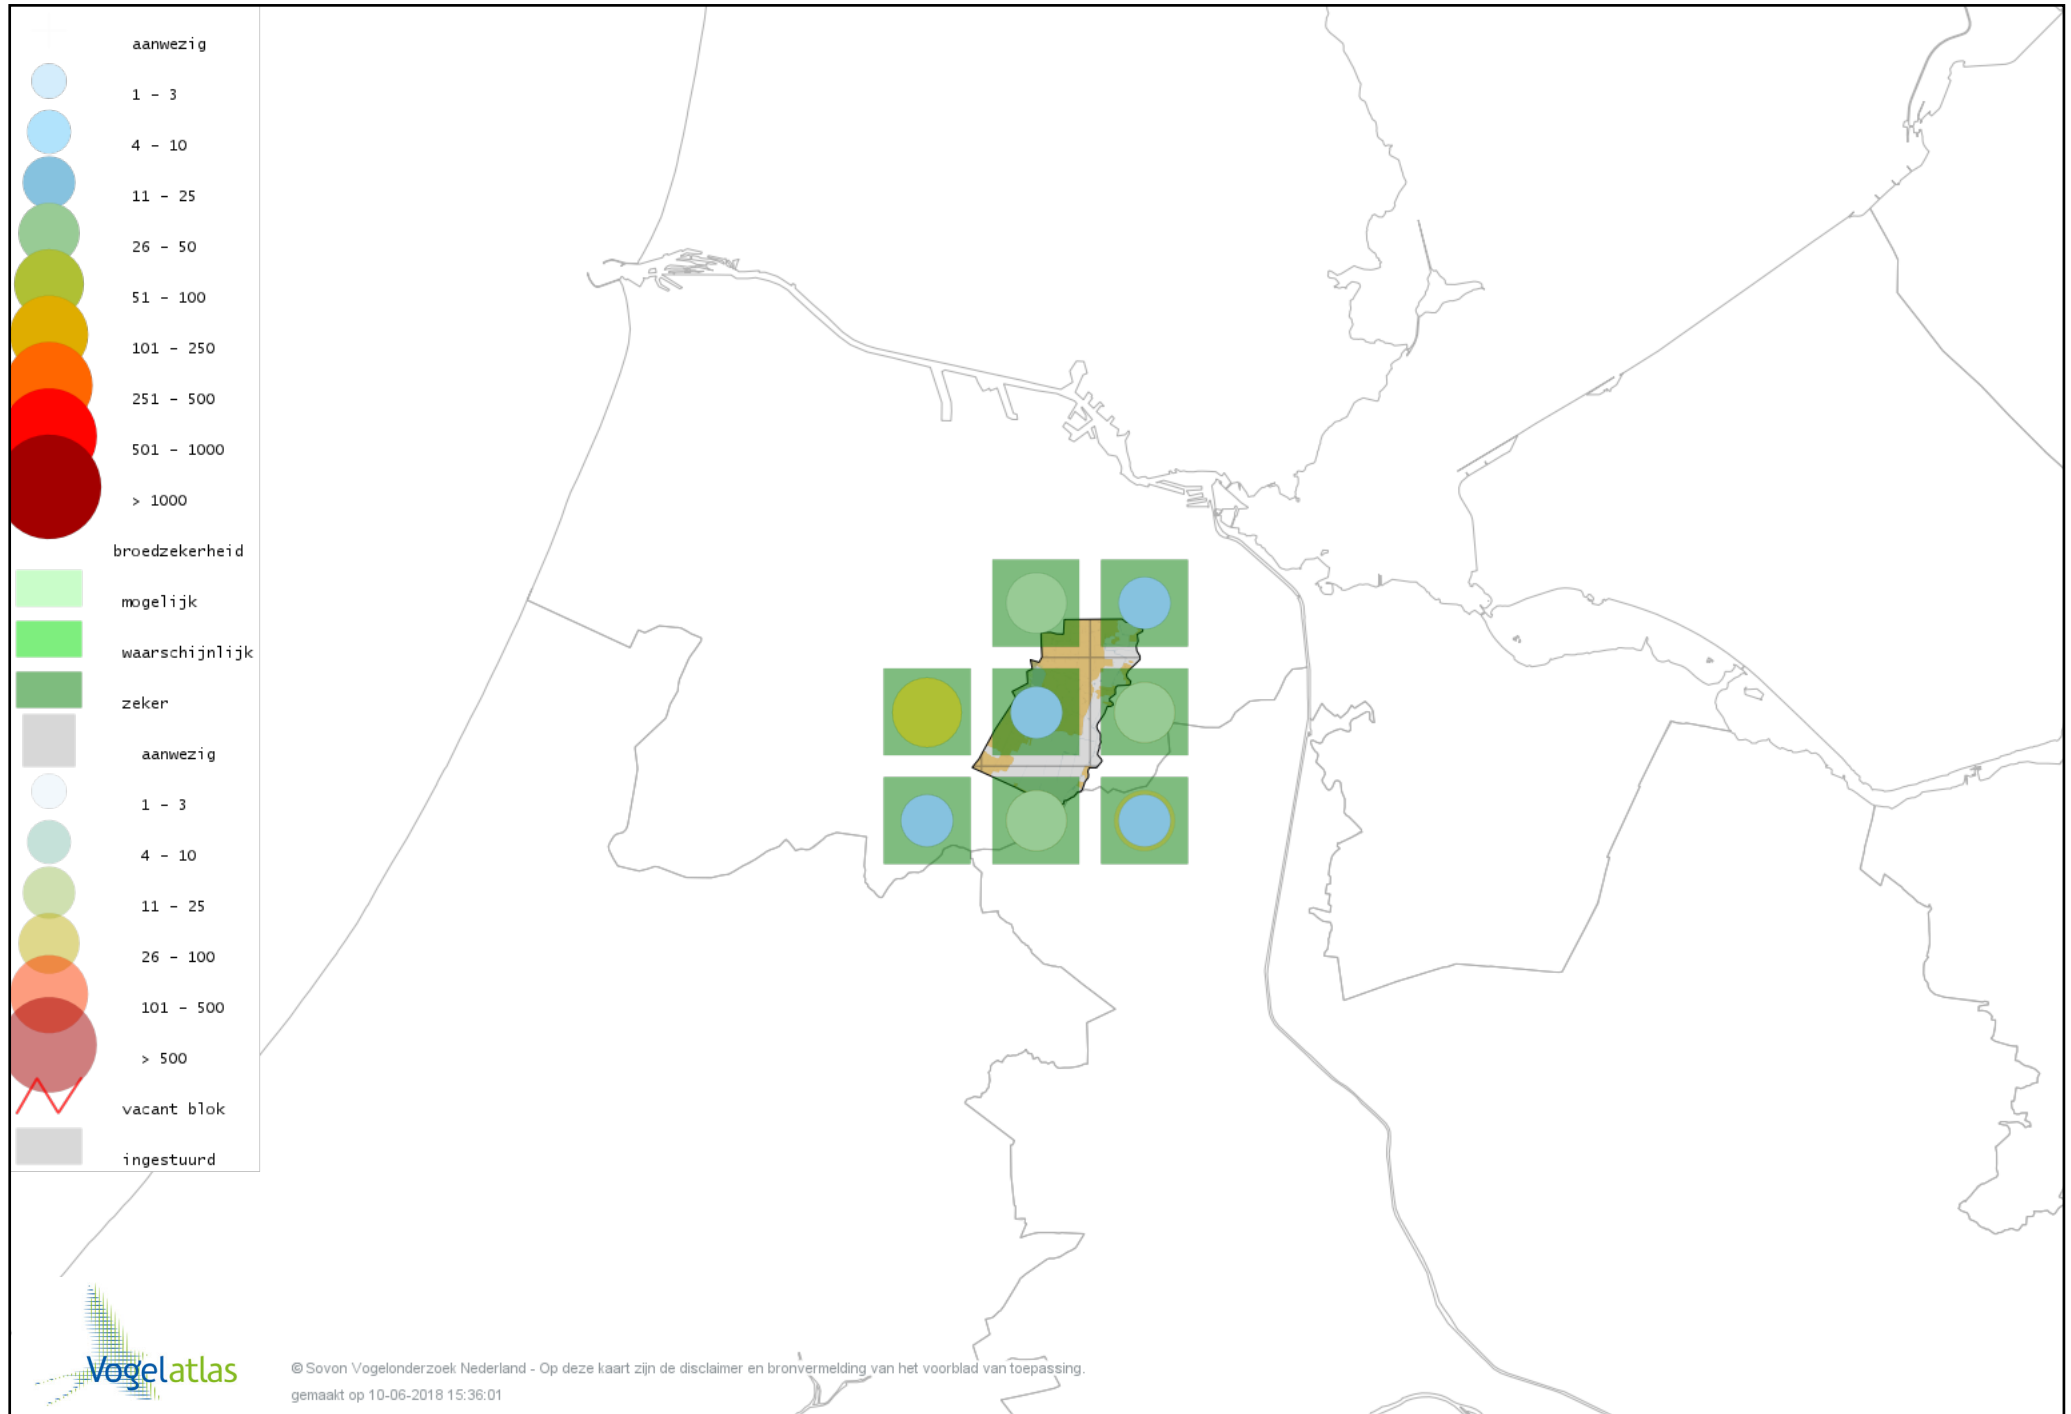 aanwezig
1 - 3
4 - 10
11 - 25
26 - 50
51 - 100
101 - 250
251 - 500
501 - 1000
> 1000
broedzekerheid
mogelijk
waarschijnlijk
zeker
aanwezig
1 - 3
4 - 10
11 - 25
26 - 100
101 - 500
> 500
vacant blok
ingestuurd
Vogelatlas
© Sovon Vogelonderzoek Nederland - Op deze kaart zijn de disclaimer en bronvermelding van het voorblad van toepassing.
gemaakt op 10-06-2018 15:36:01